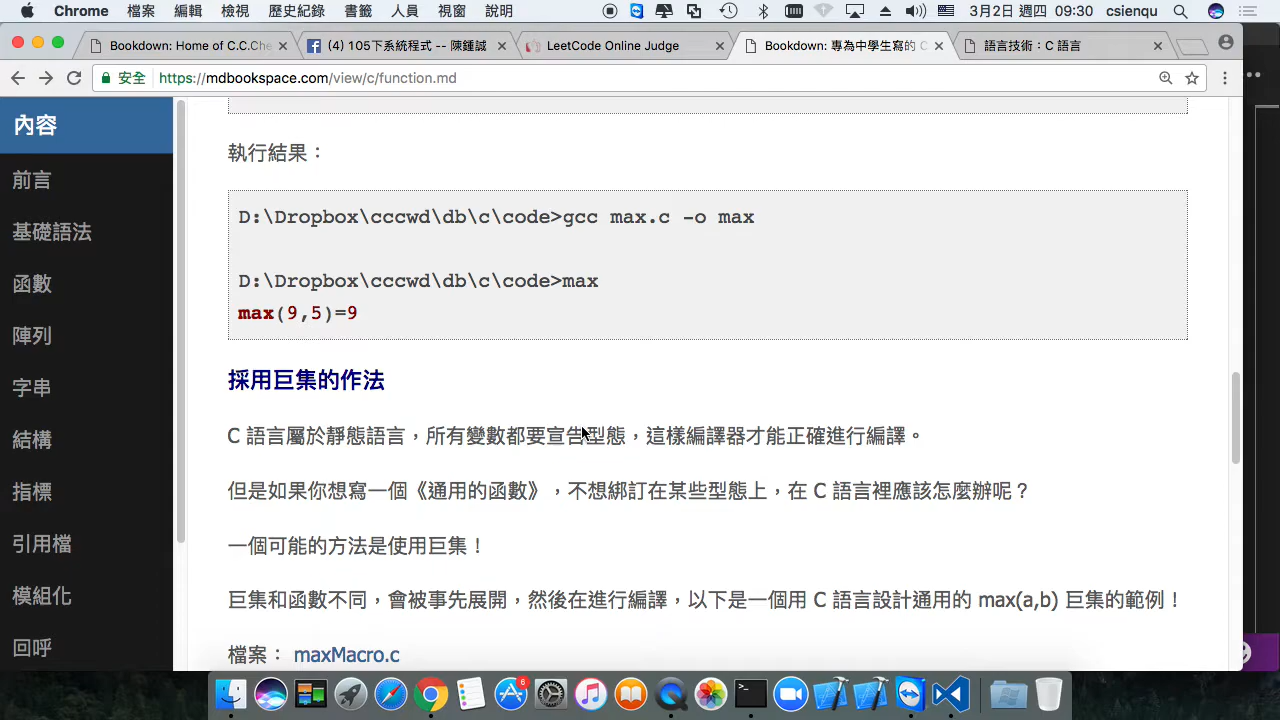 Chrome 檔案 編輯 檢視 歷史紀錄 書籤 人員 視窗 說明 3月2日 週四 09:30 csienqu
Bookdown: Home of C.C.Che
(4) 105下系統程式 -- 陳鍾誠
LeetCode Online Judge
Bookdown: 專為中學生寫的 C
語言技術：C 語言
安全 https://mdbookspace.com/view/c/function.md
內容
前言
基礎語法
函數
陣列
字串
結構
指標
引用檔
模組化
回呼
執行結果：
D:\Dropbox\cccwd\db\c\code>gcc max.c -o max
D:\Dropbox\cccwd\db\c\code>max
max(9,5)=9
採用巨集的作法
C 語言屬於靜態語言，所有變數都要宣告型態，這樣編譯器才能正確進行編譯。
但是如果你想寫一個《通用的函數》，不想綁訂在某些型態上，在 C 語言裡應該怎麼辦呢？
一個可能的方法是使用巨集！
巨集和函數不同，會被事先展開，然後在進行編譯，以下是一個用 C 語言設計通用的 max(a,b) 巨集的範例！
檔案： maxMacro.c
6